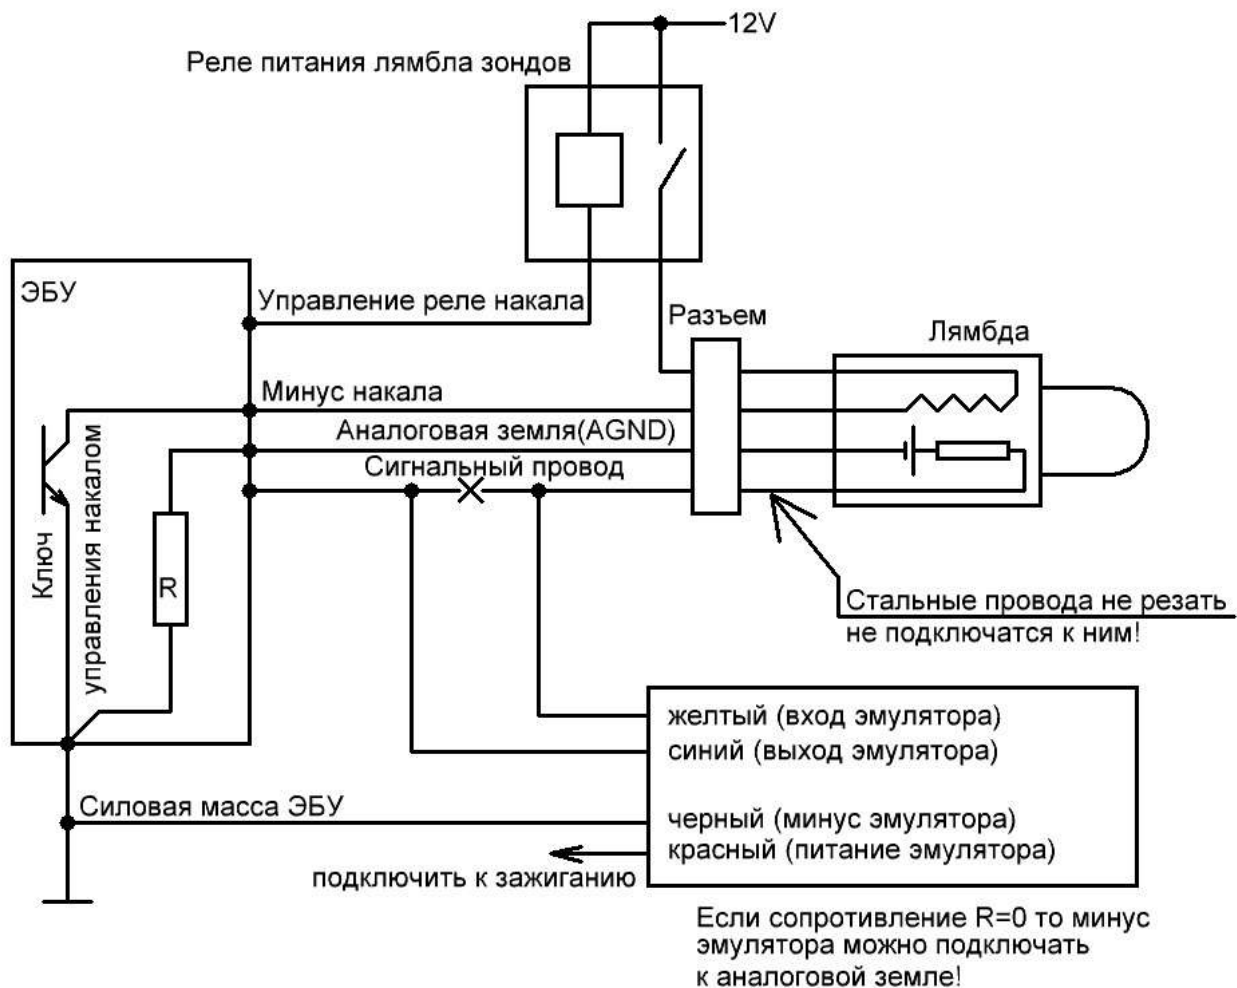 12V
Реле питания лямбла зондов
ЭБУ
Управление реле накала
Разъем
Лямбда
Минус накала
Аналоговая земля(AGND)
Сигнальный провод
Ключ
управления накалом
R
Стальные провода не резать
не подключатся к ним!
желтый (вход эмулятора)
синий (выход эмулятора)
Силовая масса ЭБУ
черный (минус эмулятора)
красный (питание эмулятора)
подключить к зажиганию
Если сопротивление R=0 то минус
эмулятора можно подключать
к аналоговой земле!